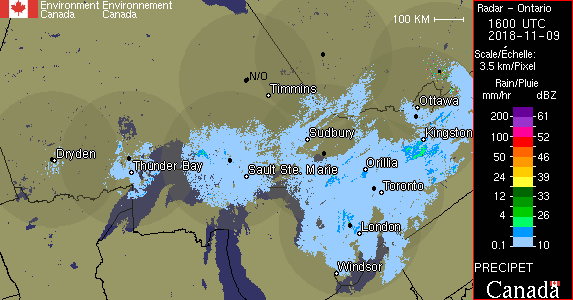 Environment Environnement
Canada Canada
100 KM
N/O
Timmins
Ottawa
Kingston
Sudbury
Dryden
Thunder Bay
Sault Ste. Marie
Orillia
Toronto
London
Windsor
Radar - Ontario
1600 UTC
2018-11-09
Scale/Échelle:
3.5 km/Pixel
Rain/Pluie
mm/hr dBZ
200 61
100 52
50 46
24 39
12 33
4 26
0.1 10
PRECIPET
Canada